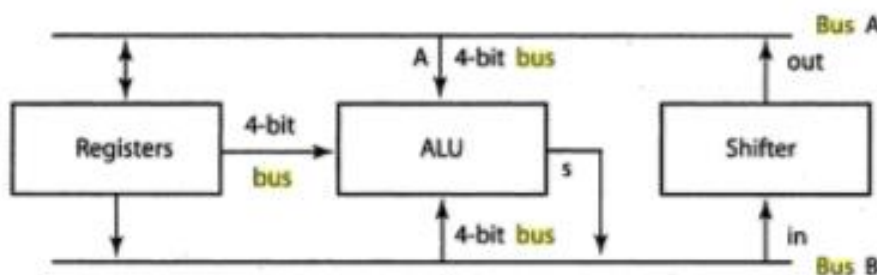 Bus A
A 4-bit bus
out
Registers
4-bit
bus
ALU
s
Shifter
4-bit bus
in
Bus B